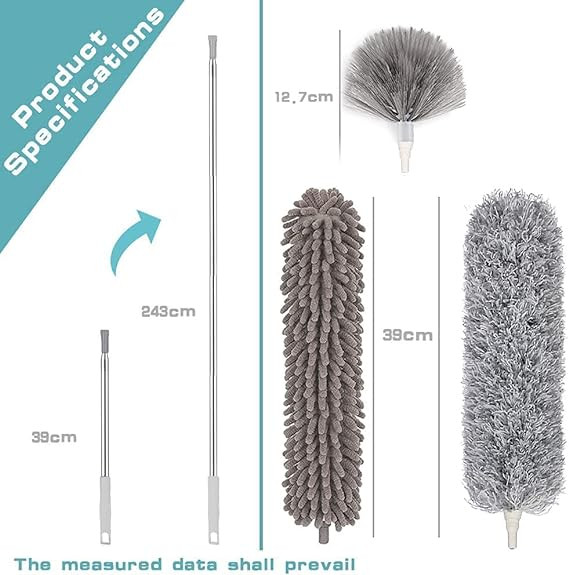 Product
Specifications
12.7cm
243cm
39cm
39cm
The measured data shall prevail